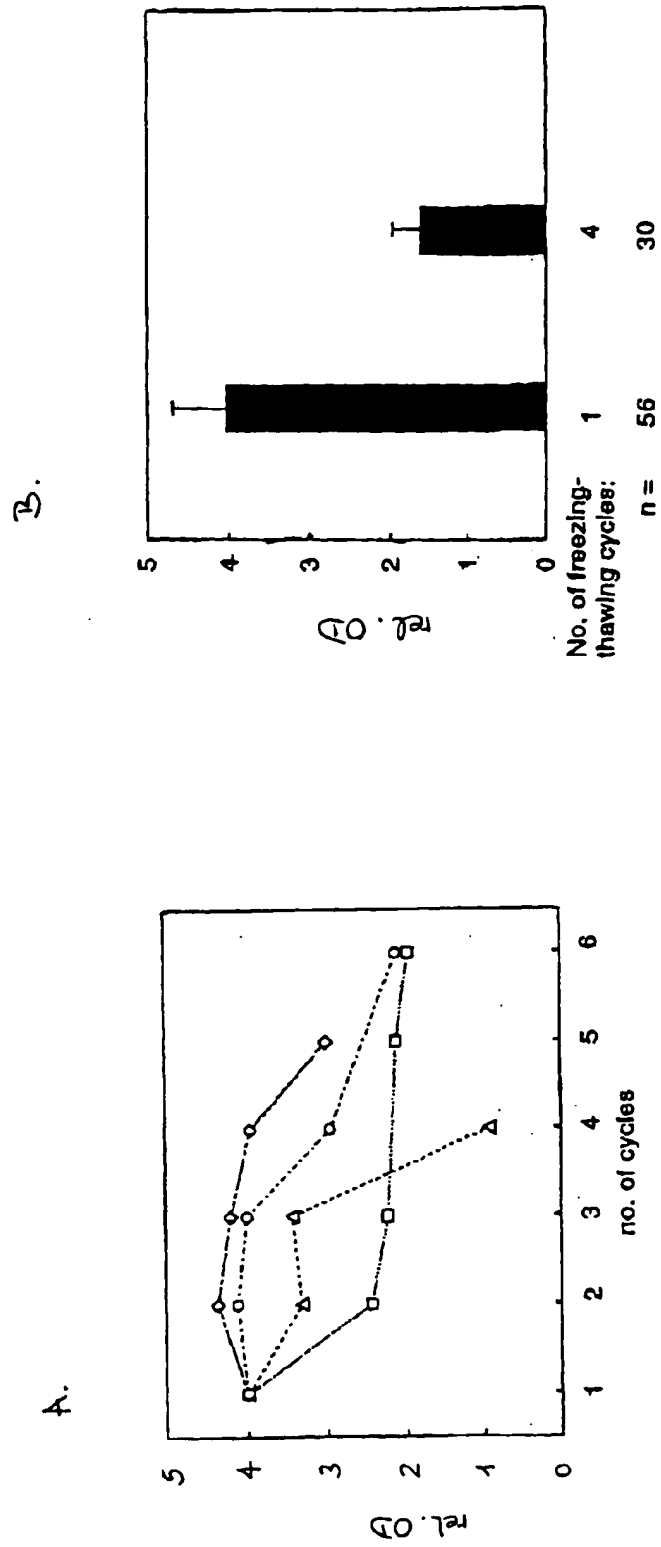 A.
rel. OD
5
4
3
2
1
0
1 2 3 4 5 6
no. of cycles
B.
rel. OD
5
4
3
2
1
0
No. of freezing-
thawing cycles: 1 4
n = 56 30